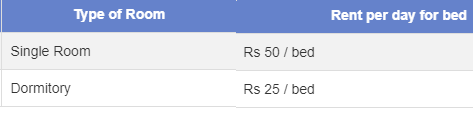 Type of Room Rent per day for bed
Single Room Rs 50 / bed
Dormitory Rs 25 / bed